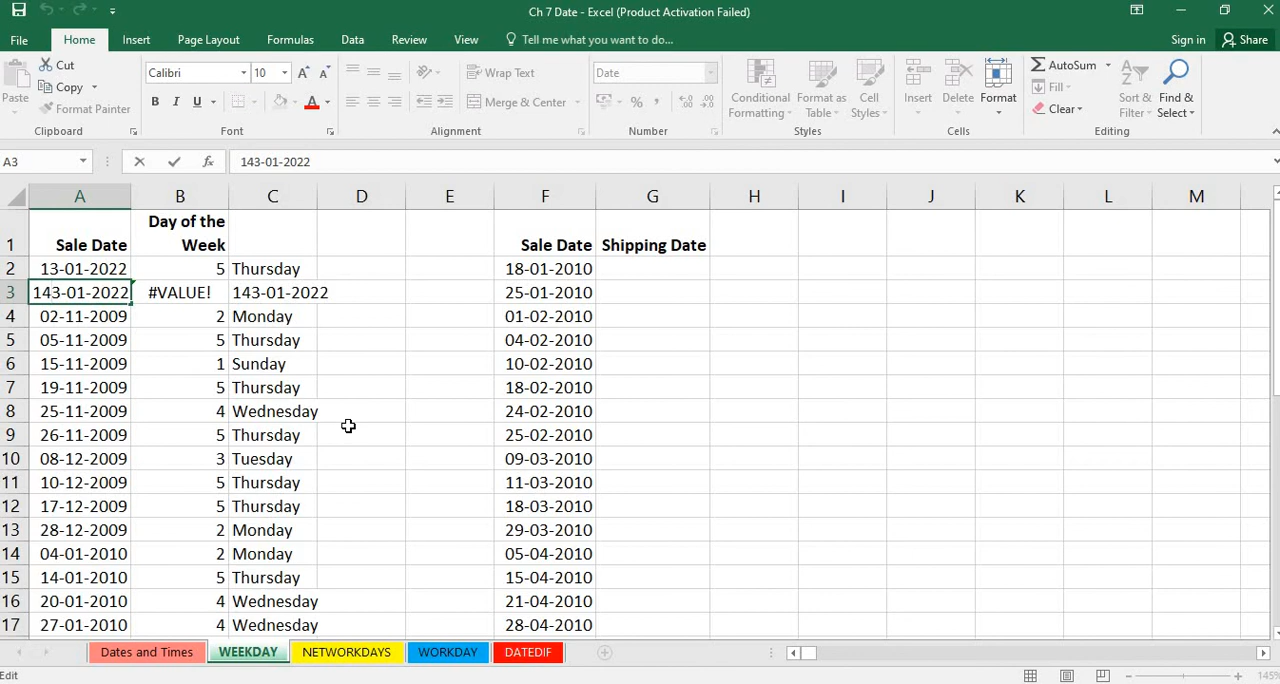 Ch 7 Date - Excel (Product Activation Failed)
File Home Insert Page Layout Formulas Data Review View Tell me what you want to do... Sign in Share
Paste Cut Copy Format Painter Clipboard
Calibri 10 A A B I U A Font
Wrap Text Merge & Center Alignment
Date % , Number
Conditional Formatting Format as Table Cell Styles Styles
Insert Delete Format Cells
AutoSum Fill Clear Sort & Filter Find & Select Editing
A3 fx 143-01-2022
A B C D E F G H I J K L M
1 Sale Date Day of the Week Sale Date Shipping Date
2 13-01-2022 5 Thursday 18-01-2010
3 143-01-2022 #VALUE! 143-01-2022 25-01-2010
4 02-11-2009 2 Monday 01-02-2010
5 05-11-2009 5 Thursday 04-02-2010
6 15-11-2009 1 Sunday 10-02-2010
7 19-11-2009 5 Thursday 18-02-2010
8 25-11-2009 4 Wednesday 24-02-2010
9 26-11-2009 5 Thursday 25-02-2010
10 08-12-2009 3 Tuesday 09-03-2010
11 10-12-2009 5 Thursday 11-03-2010
12 17-12-2009 5 Thursday 18-03-2010
13 28-12-2009 2 Monday 29-03-2010
14 04-01-2010 2 Monday 05-04-2010
15 14-01-2010 5 Thursday 15-04-2010
16 20-01-2010 4 Wednesday 21-04-2010
17 27-01-2010 4 Wednesday 28-04-2010
Dates and Times WEEKDAY NETWORKDAYS WORKDAY DATEDIF
Edit 145%